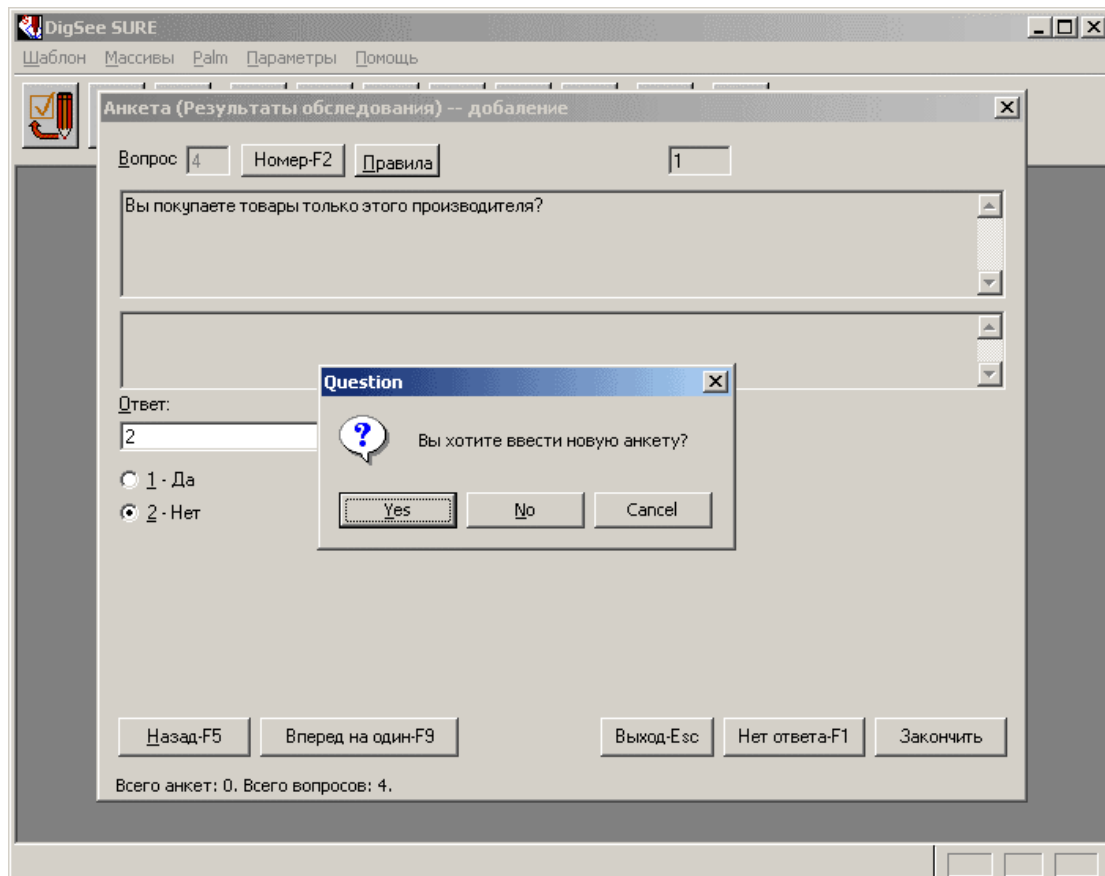 DigSee SURE
Шаблон Массивы Palm Параметры Помощь
Анкета (Результаты обследования) -- добаление
Вопрос 4 Номер-F2 Правила 1
Вы покупаете товары только этого производителя?
Question
Ответ:
2
Вы хотите ввести новую анкету?
1 - Да
2 - Нет
Yes No Cancel
Назад-F5 Вперед на один-F9 Выход-Esc Нет ответа-F1 Закончить
Всего анкет: 0. Всего вопросов: 4.